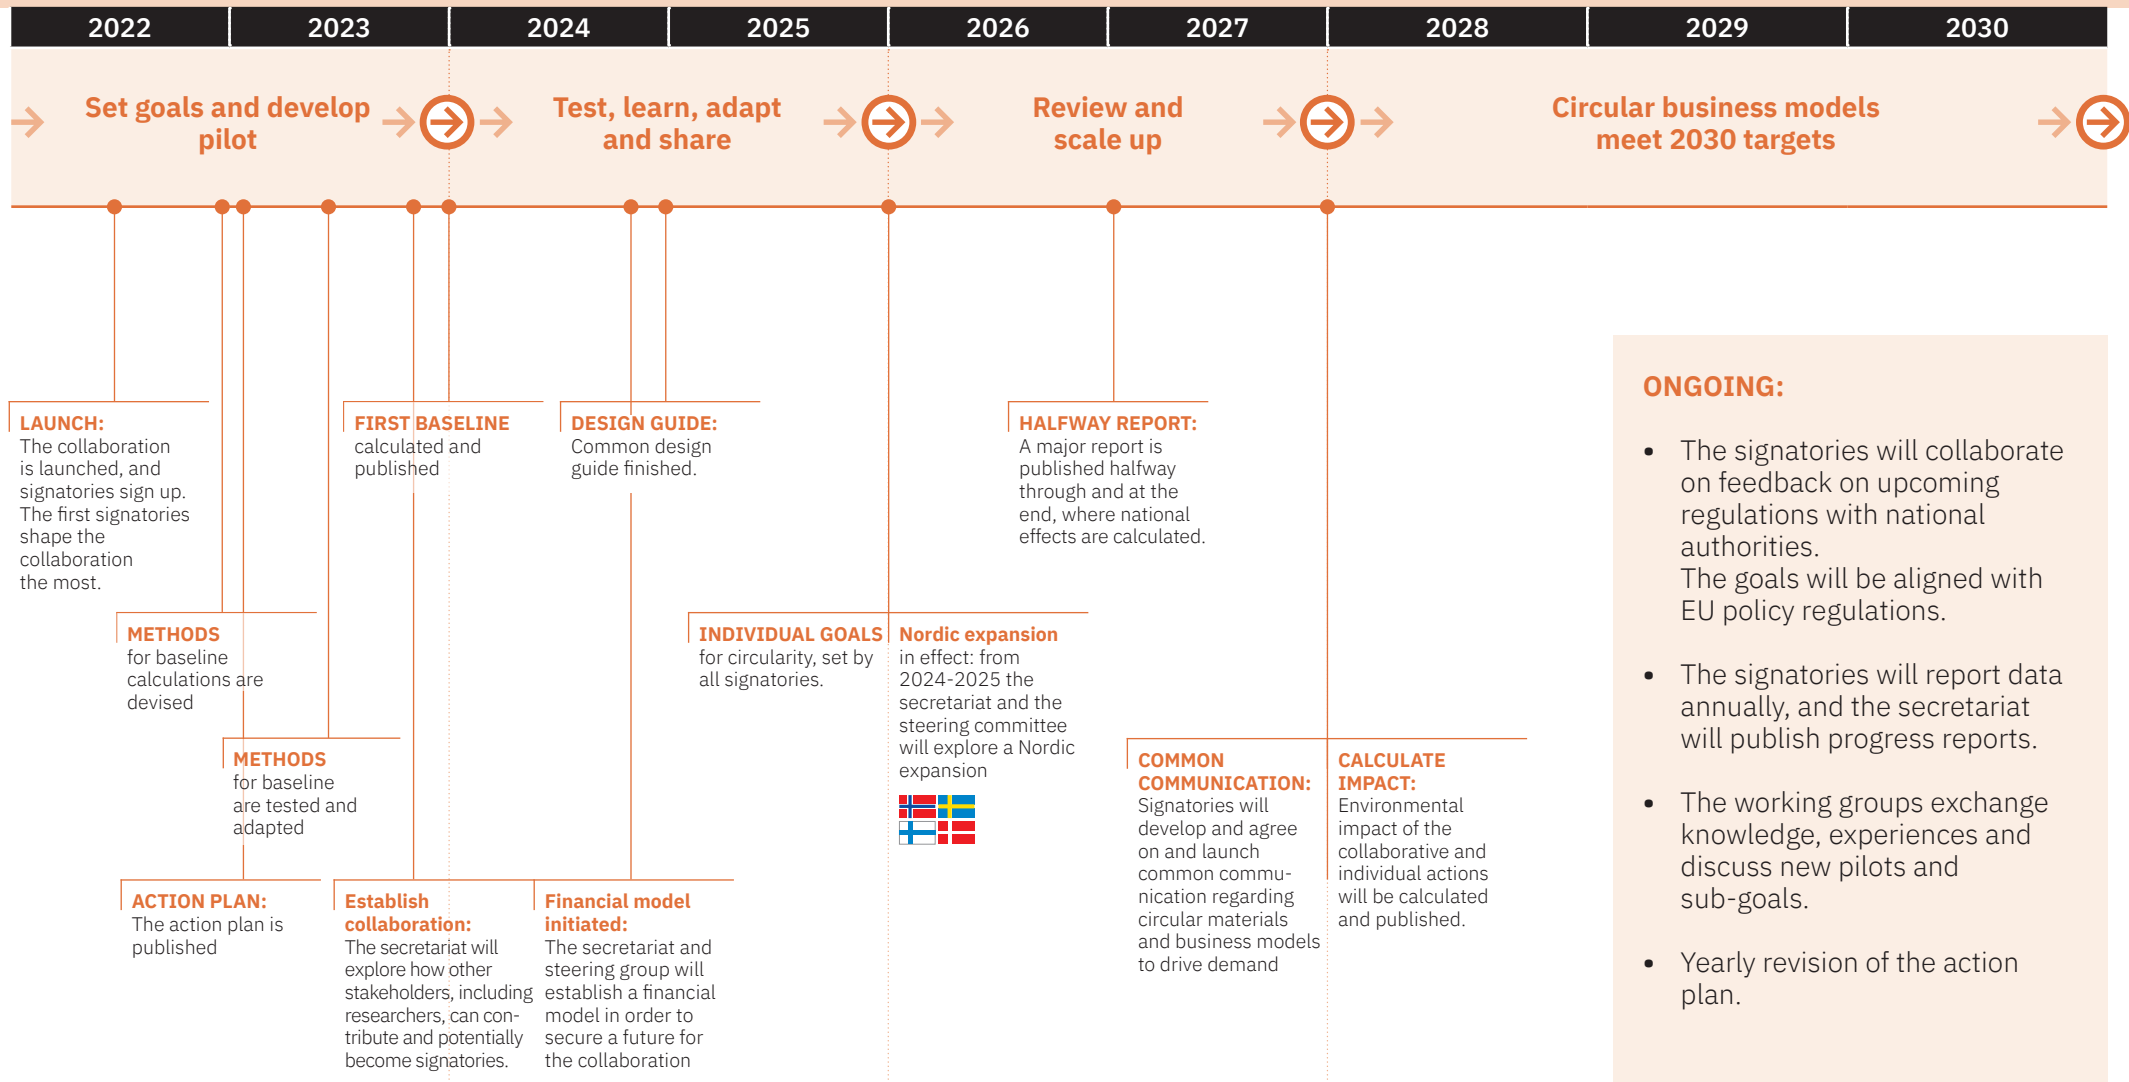 2022 2023 2024 2025 2026 2027 2028 2029 2030
Set goals and develop
pilot
Test, learn, adapt
and share
Review and
scale up
Circular business models
meet 2030 targets
LAUNCH:
The collaboration
is launched, and
signatories sign up.
The first signatories
shape the
collaboration
the most.
FIRST BASELINE
calculated and
published
DESIGN GUIDE:
Common design
guide finished.
HALFWAY REPORT:
A major report is
published halfway
through and at the
end, where national
effects are calculated.
METHODS
for baseline
calculations are
devised
INDIVIDUAL GOALS
for circularity, set by
all signatories.
Nordic expansion
in effect: from
2024-2025 the
secretariat and the
steering committee
will explore a Nordic
expansion
METHODS
for baseline
are tested and
adapted
COMMON
COMMUNICATION:
Signatories will
develop and agree
on and launch
common commu-
nication regarding
circular materials
and business models
to drive demand
CALCULATE
IMPACT:
Environmental
impact of the
collaborative and
individual actions
will be calculated
and published.
ACTION PLAN:
The action plan is
published
Establish
collaboration:
The secretariat will
explore how other
stakeholders, including
researchers, can con-
tribute and potentially
become signatories.
Financial model
initiated:
The secretariat and
steering group will
establish a financial
model in order to
secure a future for
the collaboration
ONGOING:
• The signatories will collaborate
on feedback on upcoming
regulations with national
authorities.
The goals will be aligned with
EU policy regulations.
• The signatories will report data
annually, and the secretariat
will publish progress reports.
• The working groups exchange
knowledge, experiences and
discuss new pilots and
sub-goals.
• Yearly revision of the action
plan.